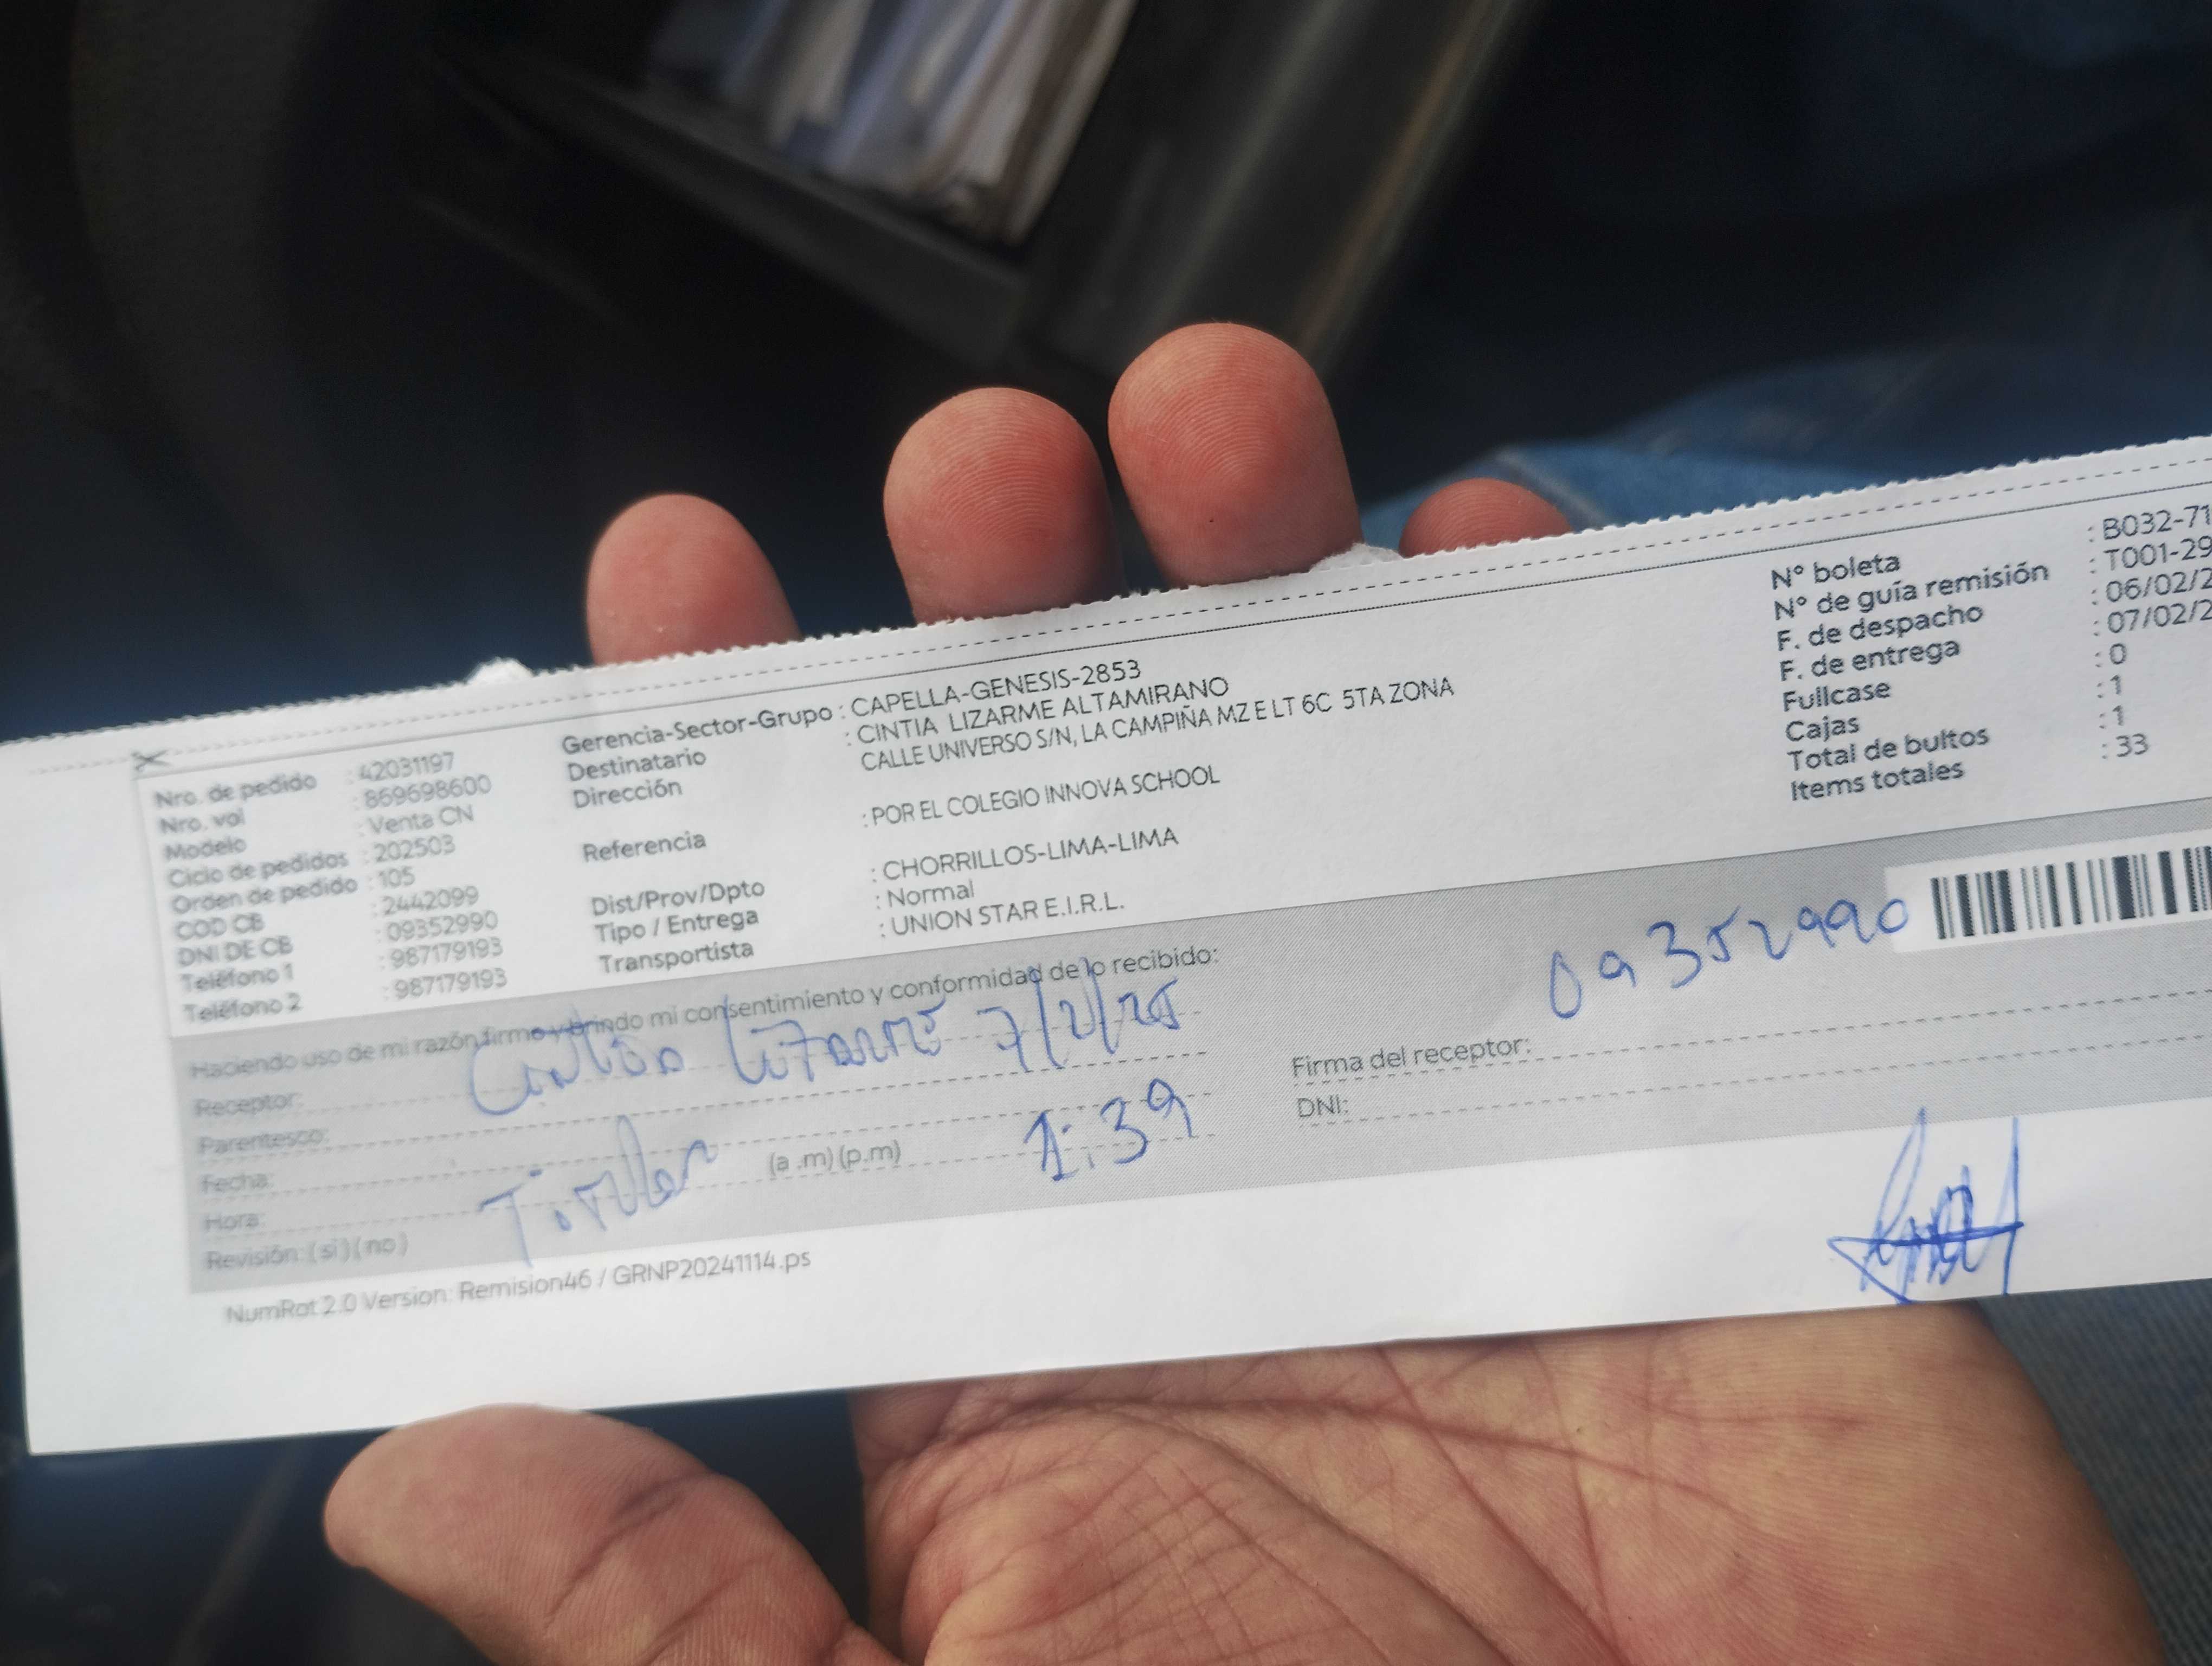 Nro. de pedido : 42031197
Nro. vol : 869698600
Modelo : Venta CN
Ciclo de pedidos : 202503
Orden de pedido : 105
COD CB : 2442099
DNI DE CB : 09352990
Teléfono 1 : 987179193
Teléfono 2 : 987179193
Gerencia-Sector-Grupo : CAPELLA-GENESIS-2853
Destinatario : CINTIA LIZARME ALTAMIRANO
Dirección CALLE UNIVERSO S/N, LA CAMPIÑA MZ E LT 6C 5TA ZONA
Referencia : POR EL COLEGIO INNOVA SCHOOL
Dist/Prov/Dpto : CHORRILLOS-LIMA-LIMA
Tipo / Entrega : Normal
Transportista : UNION STAR E.I.R.L.
N° boleta : B032-71
N° de guía remisión : T001-29
F. de despacho : 06/02/2
F. de entrega : 07/02/2
Fullcase : 0
Cajas : 1
Total de bultos : 1
Items totales : 33
Haciendo uso de mi razón, firmo y brindo mi consentimiento y conformidad de lo recibido:
Receptor: Cintia Lizarme 7/2/25
Parentesco:
Fecha: Titular
Hora: (a.m) (p.m) 1:39
Revisión: (si) (no)
09352990
Firma del receptor:
DNI:
NumRot 2.0 Version: Remision46 / GRNP20241114.ps